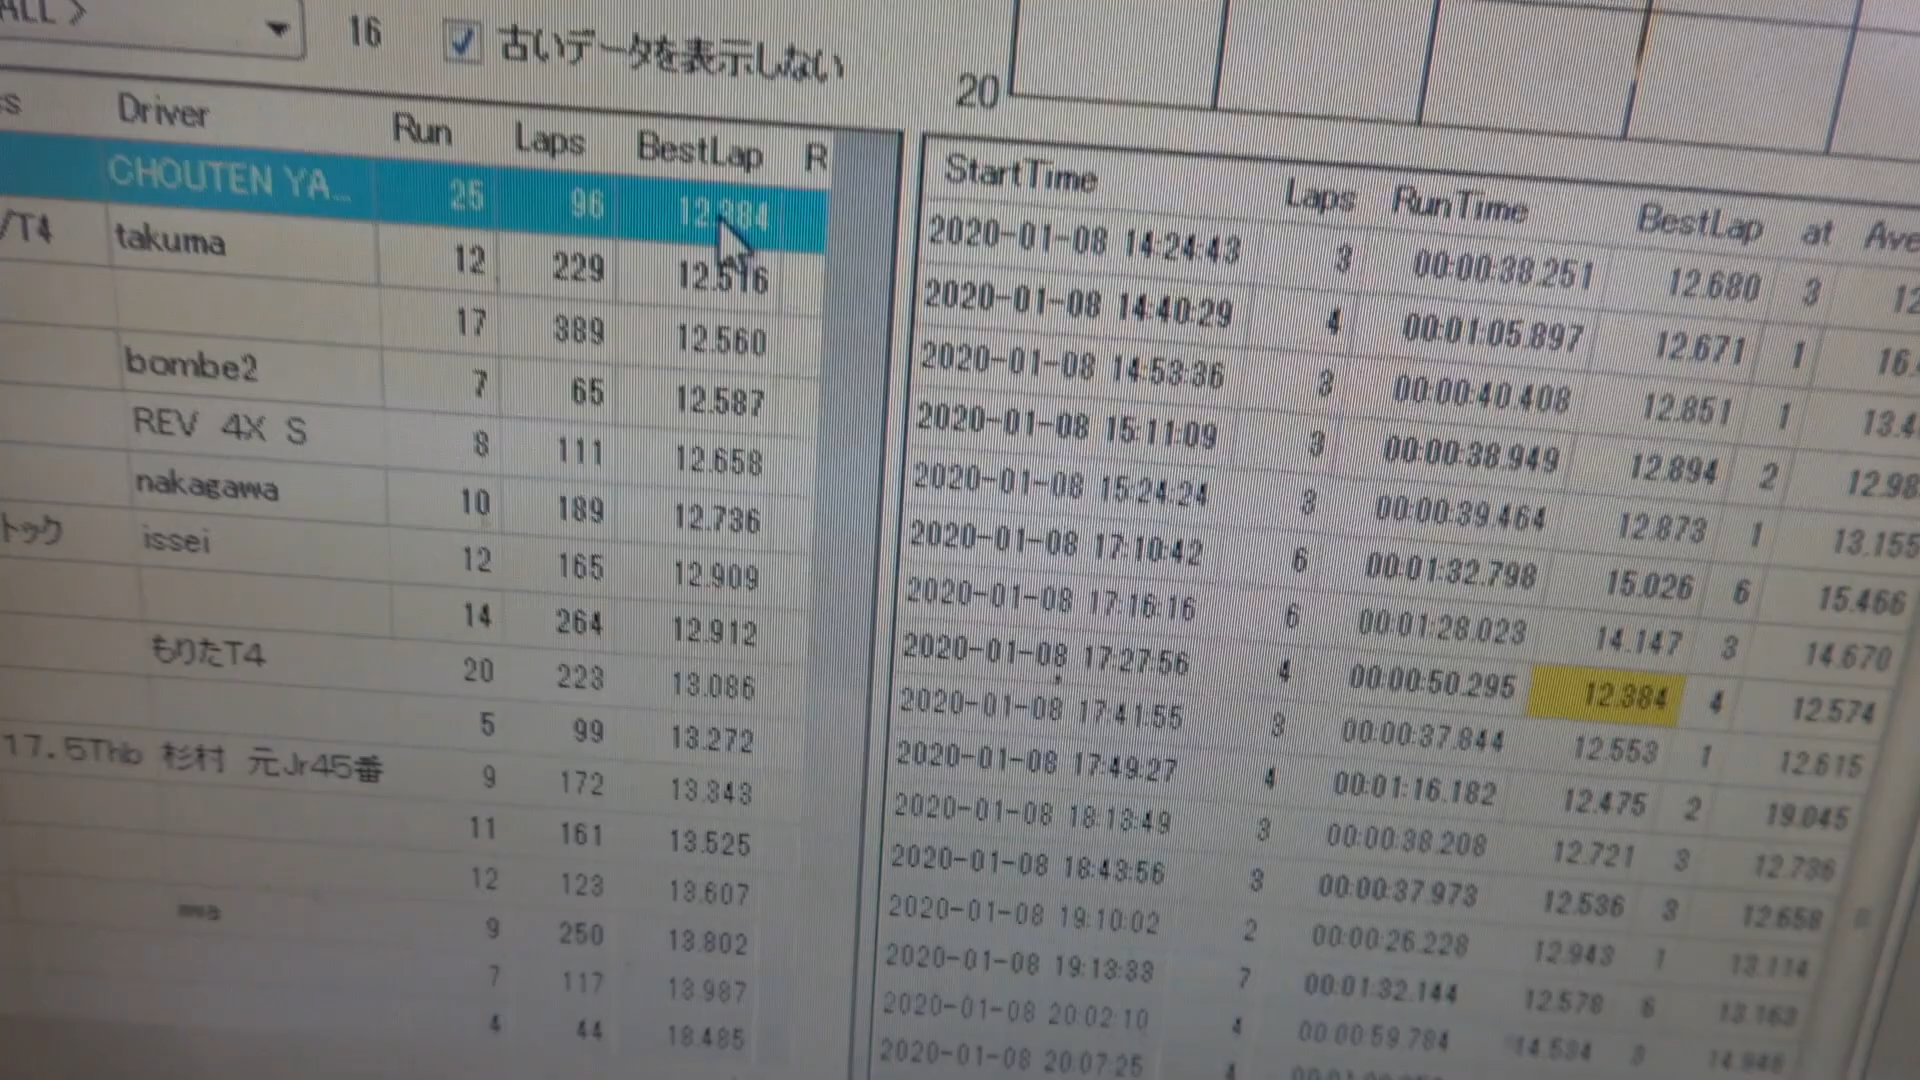 ALL >
16 古いデータを表示しない
20
s Driver Run Laps BestLap R
CHOUTEN YA... 25 96 12.384
/T4 takuma 12 229 12.516
17 389 12.560
bombe2 7 65 12.587
REV 4X S 8 111 12.658
nakagawa 10 189 12.736
トック issei 12 165 12.909
14 264 12.912
もりたT4 20 223 13.086
5 99 13.272
17.5Thb 杉村 元Jr45番 9 172 13.343
11 161 13.525
12 123 13.607
9 250 13.802
7 117 13.987
4 44 18.485
StartTime Laps RunTime BestLap at Ave
2020-01-08 14:24:43 3 00:00:38.251 12.680 3 12
2020-01-08 14:40:29 4 00:01:05.897 12.671 1 16.
2020-01-08 14:53:36 3 00:00:40.408 12.851 1 13.4
2020-01-08 15:11:09 3 00:00:38.949 12.894 2 12.98
2020-01-08 15:24:24 3 00:00:39.464 12.873 1 13.155
2020-01-08 17:10:42 6 00:01:32.798 15.026 6 15.466
2020-01-08 17:16:16 6 00:01:28.023 14.147 3 14.670
2020-01-08 17:27:56 4 00:00:50.295 12.384 4 12.574
2020-01-08 17:41:55 3 00:00:37.844 12.553 1 12.615
2020-01-08 17:49:27 4 00:01:16.182 12.475 2 19.045
2020-01-08 18:13:49 3 00:00:38.208 12.721 3 12.736
2020-01-08 18:43:56 3 00:00:37.973 12.536 3 12.658
2020-01-08 19:10:02 2 00:00:26.228 12.943 1 13.114
2020-01-08 19:13:33 7 00:01:32.144 12.578 6 13.163
2020-01-08 20:02:10 4 00:00:59.784 14.534 3
2020-01-08 20:07:25 4